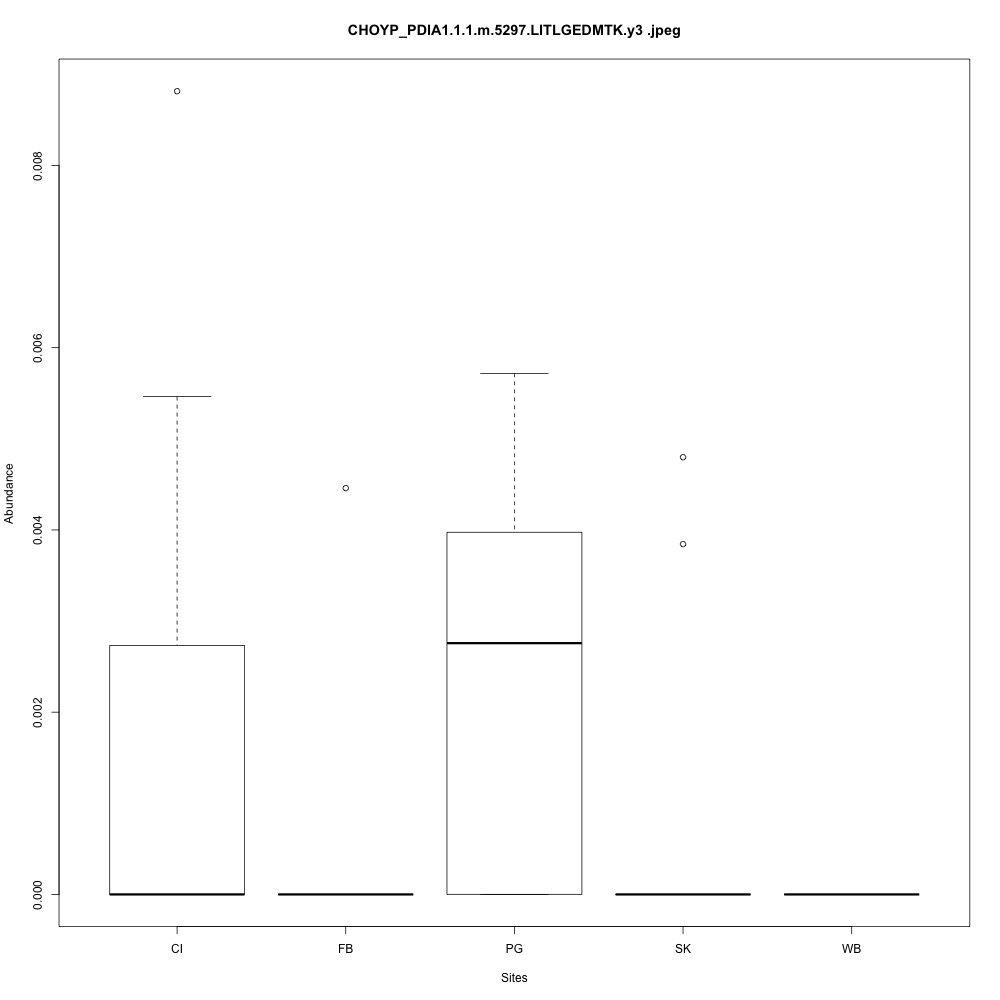 CHOYP_PDIA1.1.1.m.5297.LITLGEDMTK.y3 .jpeg
0.008
0.006
0.004
0.002
0.000
Abundance
CI FB PG SK WB
Sites